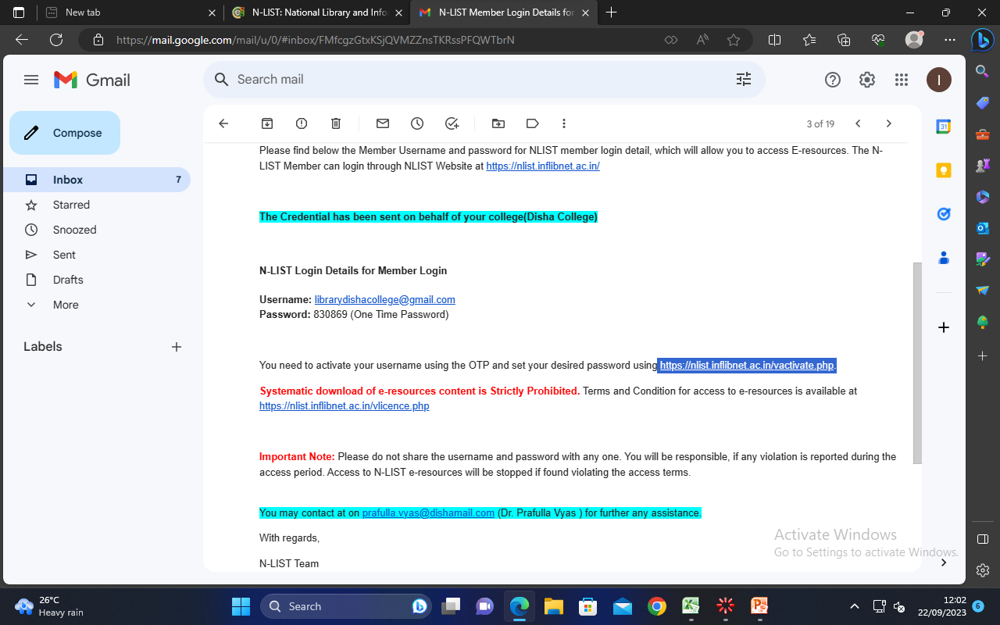 New tab
N-LIST: National Library and Info
N-LIST Member Login Details for
https://mail.google.com/mail/u/0/#inbox/FMfcgzGtxKSjQVMZZnsTKRssPFQWTbrN
Gmail
Search mail
I
Compose
3 of 19
31
Inbox 7
Starred
Snoozed
Sent
Drafts
More
Labels
Please find below the Member Username and password for NLIST member login detail, which will allow you to access E-resources. The N-
LIST Member can login through NLIST Website at https://nlist.inflibnet.ac.in/
The Credential has been sent on behalf of your college(Disha College)
N-LIST Login Details for Member Login
Username: librarydishacollege@gmail.com
Password: 830869 (One Time Password)
You need to activate your username using the OTP and set your desired password using https://nlist.inflibnet.ac.in/vactivate.php.
Systematic download of e-resources content is Strictly Prohibited. Terms and Condition for access to e-resources is available at
https://nlist.inflibnet.ac.in/vlicence.php
Important Note: Please do not share the username and password with any one. You will be responsible, if any violation is reported during the
access period. Access to N-LIST e-resources will be stopped if found violating the access terms.
You may contact at on prafulla.vyas@dishamail.com (Dr. Prafulla Vyas ) for further any assistance.
With regards,
N-LIST Team
Activate Windows
Go to Settings to activate Windows.
26°C
Heavy rain
Search
12:02
22/09/2023
6